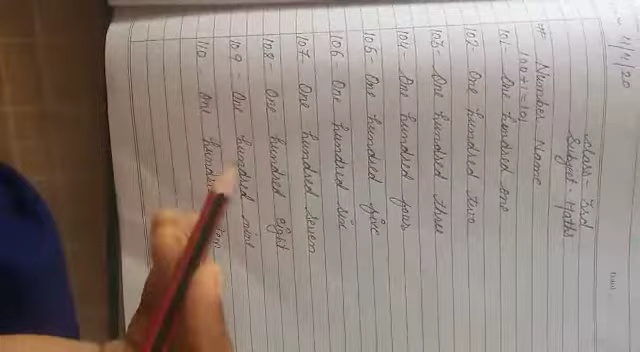 4/4/20
Class - 3rd
Subject - Maths
Number Name
100+1=101
101 - One hundred one
102 - One hundred two
103 - One hundred three
104 - One hundred four
105 - One hundred five
106 - One hundred six
107 - One hundred seven
108 - One hundred eight
109 - One hundred nine
110 - One hundred